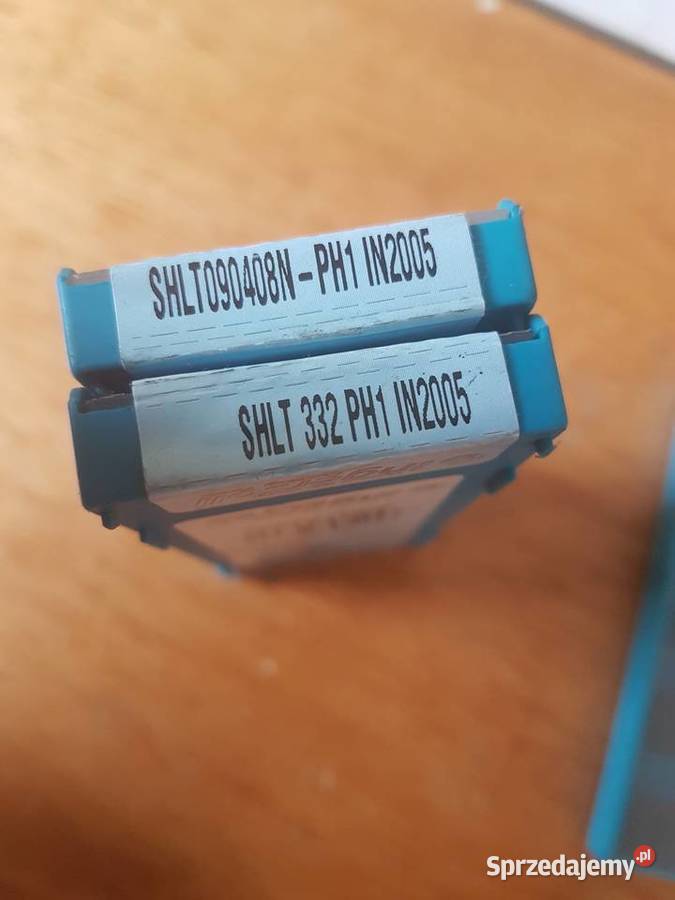 SHLT090408N-PH1 IN2005
SHLT 332 PH1 IN2005
Sprzedajemy.pl